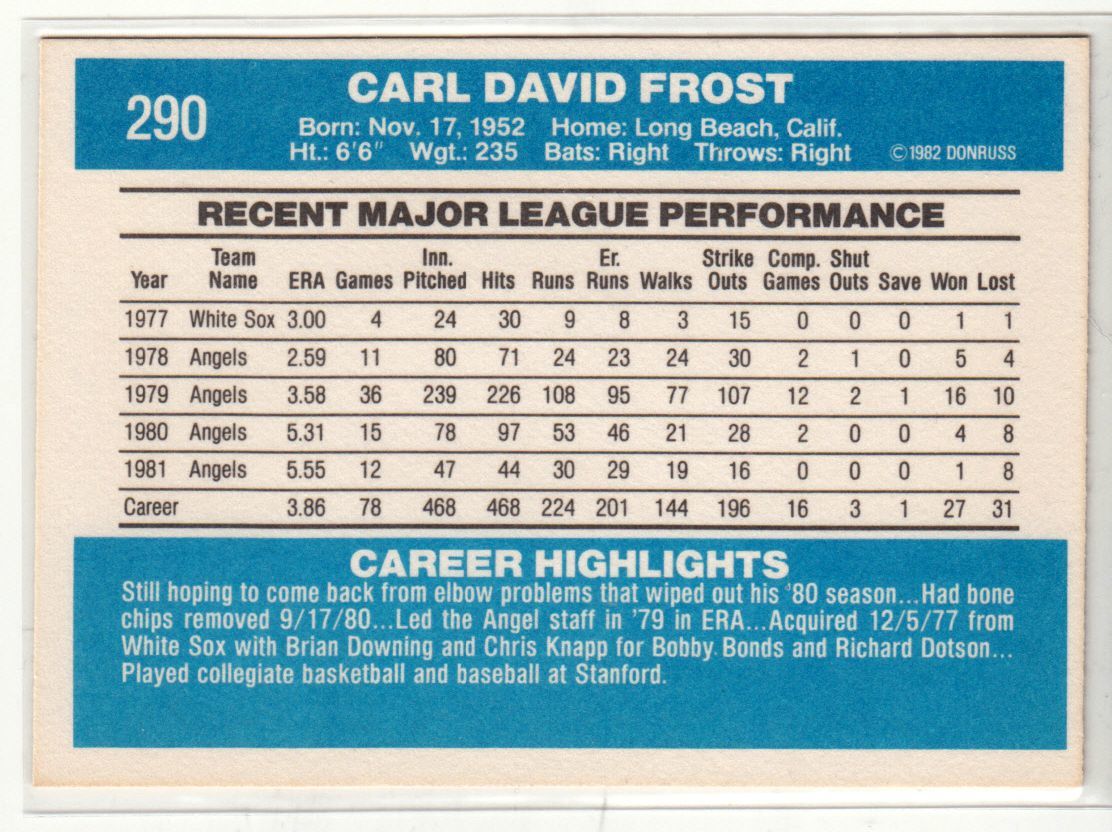 290
CARL DAVID FROST
Born: Nov. 17, 1952 Home: Long Beach, Calif.
Ht.: 6'6" Wgt.: 235 Bats: Right Throws: Right ©1982 DONRUSS
RECENT MAJOR LEAGUE PERFORMANCE
Team Inn. Er. Strike Comp. Shut
Year Name ERA Games Pitched Hits Runs Runs Walks Outs Games Outs Save Won Lost
1977 White Sox 3.00 4 24 30 9 8 3 15 0 0 0 1 1
1978 Angels 2.59 11 80 71 24 23 24 30 2 1 0 5 4
1979 Angels 3.58 36 239 226 108 95 77 107 12 2 1 16 10
1980 Angels 5.31 15 78 97 53 46 21 28 2 0 0 4 8
1981 Angels 5.55 12 47 44 30 29 19 16 0 0 0 1 8
Career 3.86 78 468 468 224 201 144 196 16 3 1 27 31
CAREER HIGHLIGHTS
Still hoping to come back from elbow problems that wiped out his '80 season...Had bone
chips removed 9/17/80...Led the Angel staff in '79 in ERA...Acquired 12/5/77 from
White Sox with Brian Downing and Chris Knapp for Bobby Bonds and Richard Dotson...
Played collegiate basketball and baseball at Stanford.